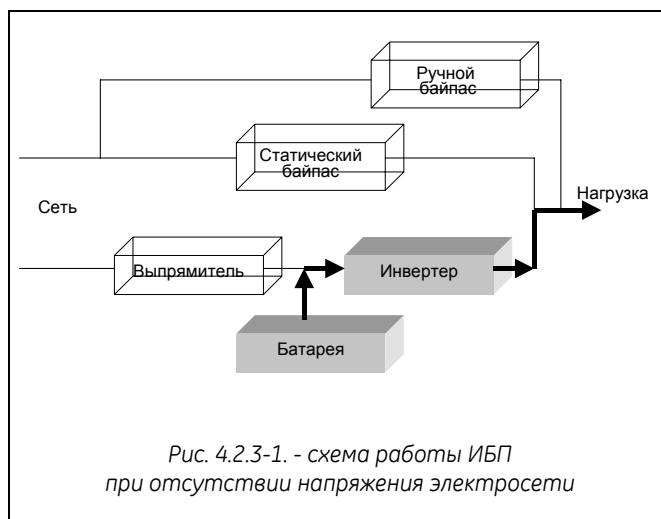 Ручной
байпас
Статический
байпас
Сеть
Нагрузка
Выпрямитель
Инвертер
Батарея
Рис. 4.2.3-1. - схема работы ИБП
при отсутствии напряжения электросети